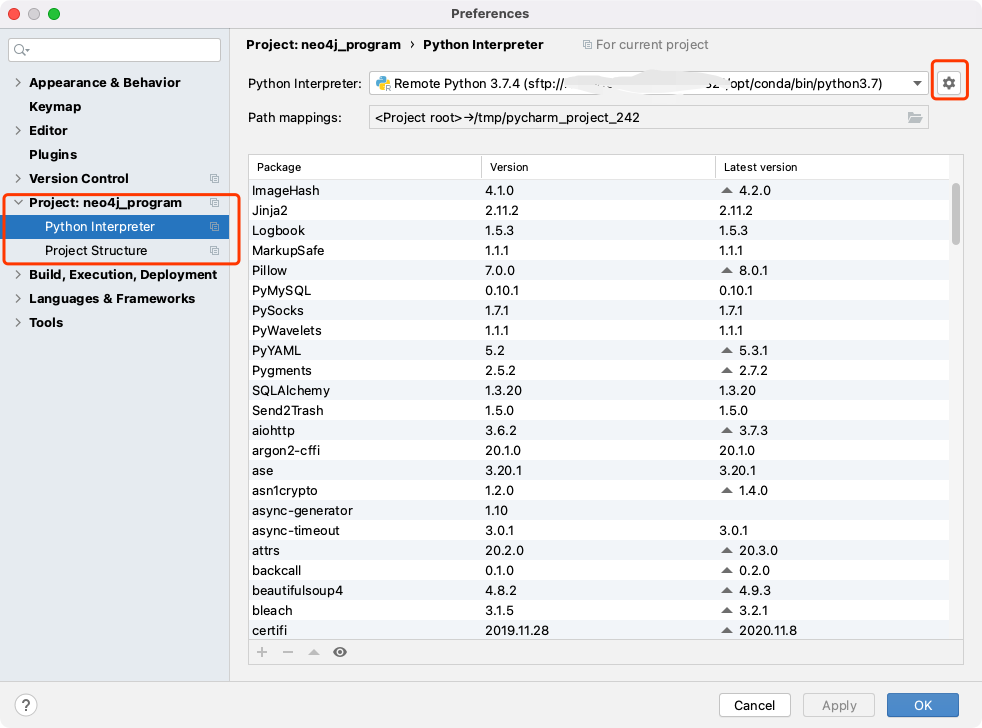 Preferences
Appearance & Behavior
Keymap
Editor
Plugins
Version Control
Project: neo4j_program
Python Interpreter
Project Structure
Build, Execution, Deployment
Languages & Frameworks
Tools
Project: neo4j_program › Python Interpreter For current project
Python Interpreter: Remote Python 3.7.4 (sftp:/ /opt/conda/bin/python3.7)
Path mappings: <Project root>→/tmp/pycharm_project_242
Package Version Latest version
ImageHash 4.1.0 4.2.0
Jinja2 2.11.2 2.11.2
Logbook 1.5.3 1.5.3
MarkupSafe 1.1.1 1.1.1
Pillow 7.0.0 8.0.1
PyMySQL 0.10.1 0.10.1
PySocks 1.7.1 1.7.1
PyWavelets 1.1.1 1.1.1
PyYAML 5.2 5.3.1
Pygments 2.5.2 2.7.2
SQLAlchemy 1.3.20 1.3.20
Send2Trash 1.5.0 1.5.0
aiohttp 3.6.2 3.7.3
argon2-cffi 20.1.0 20.1.0
ase 3.20.1 3.20.1
asn1crypto 1.2.0 1.4.0
async-generator 1.10
async-timeout 3.0.1 3.0.1
attrs 20.2.0 20.3.0
backcall 0.1.0 0.2.0
beautifulsoup4 4.8.2 4.9.3
bleach 3.1.5 3.2.1
certifi 2019.11.28 2020.11.8
? Cancel Apply OK